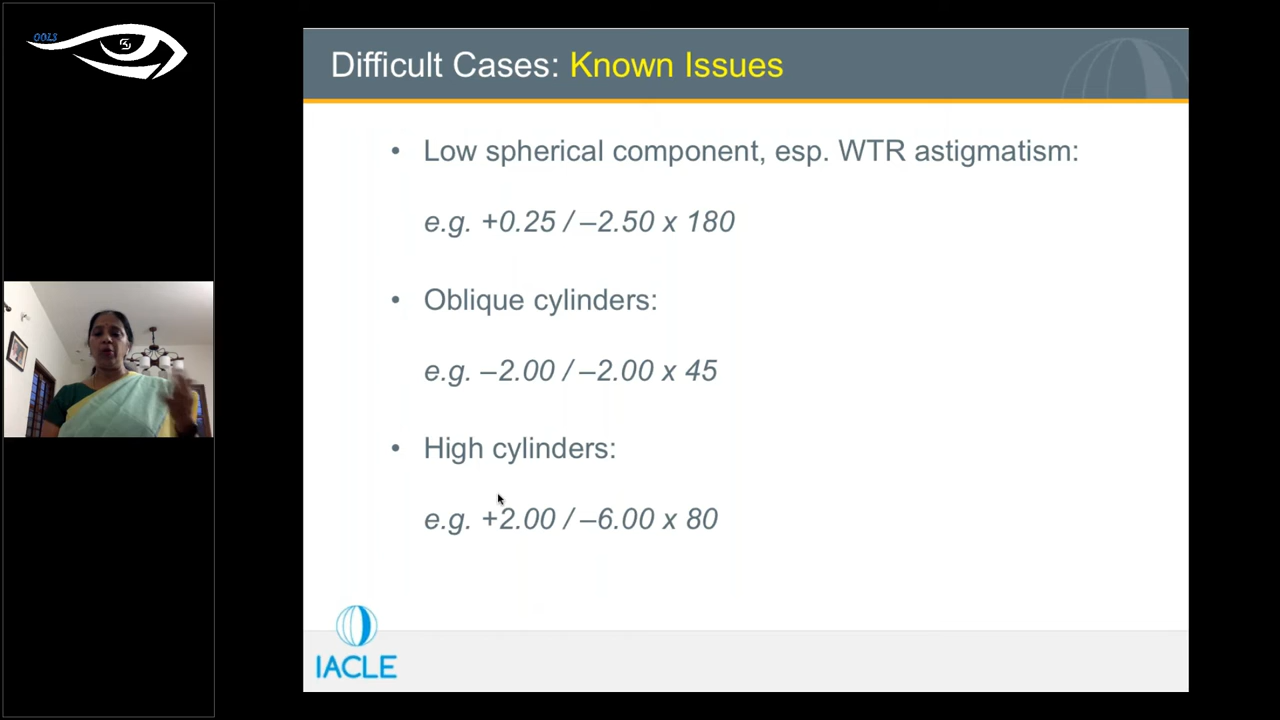 OOLS
Difficult Cases: Known Issues
• Low spherical component, esp. WTR astigmatism:
e.g. +0.25 / –2.50 x 180
• Oblique cylinders:
e.g. –2.00 / –2.00 x 45
• High cylinders:
e.g. +2.00 / –6.00 x 80
IACLE